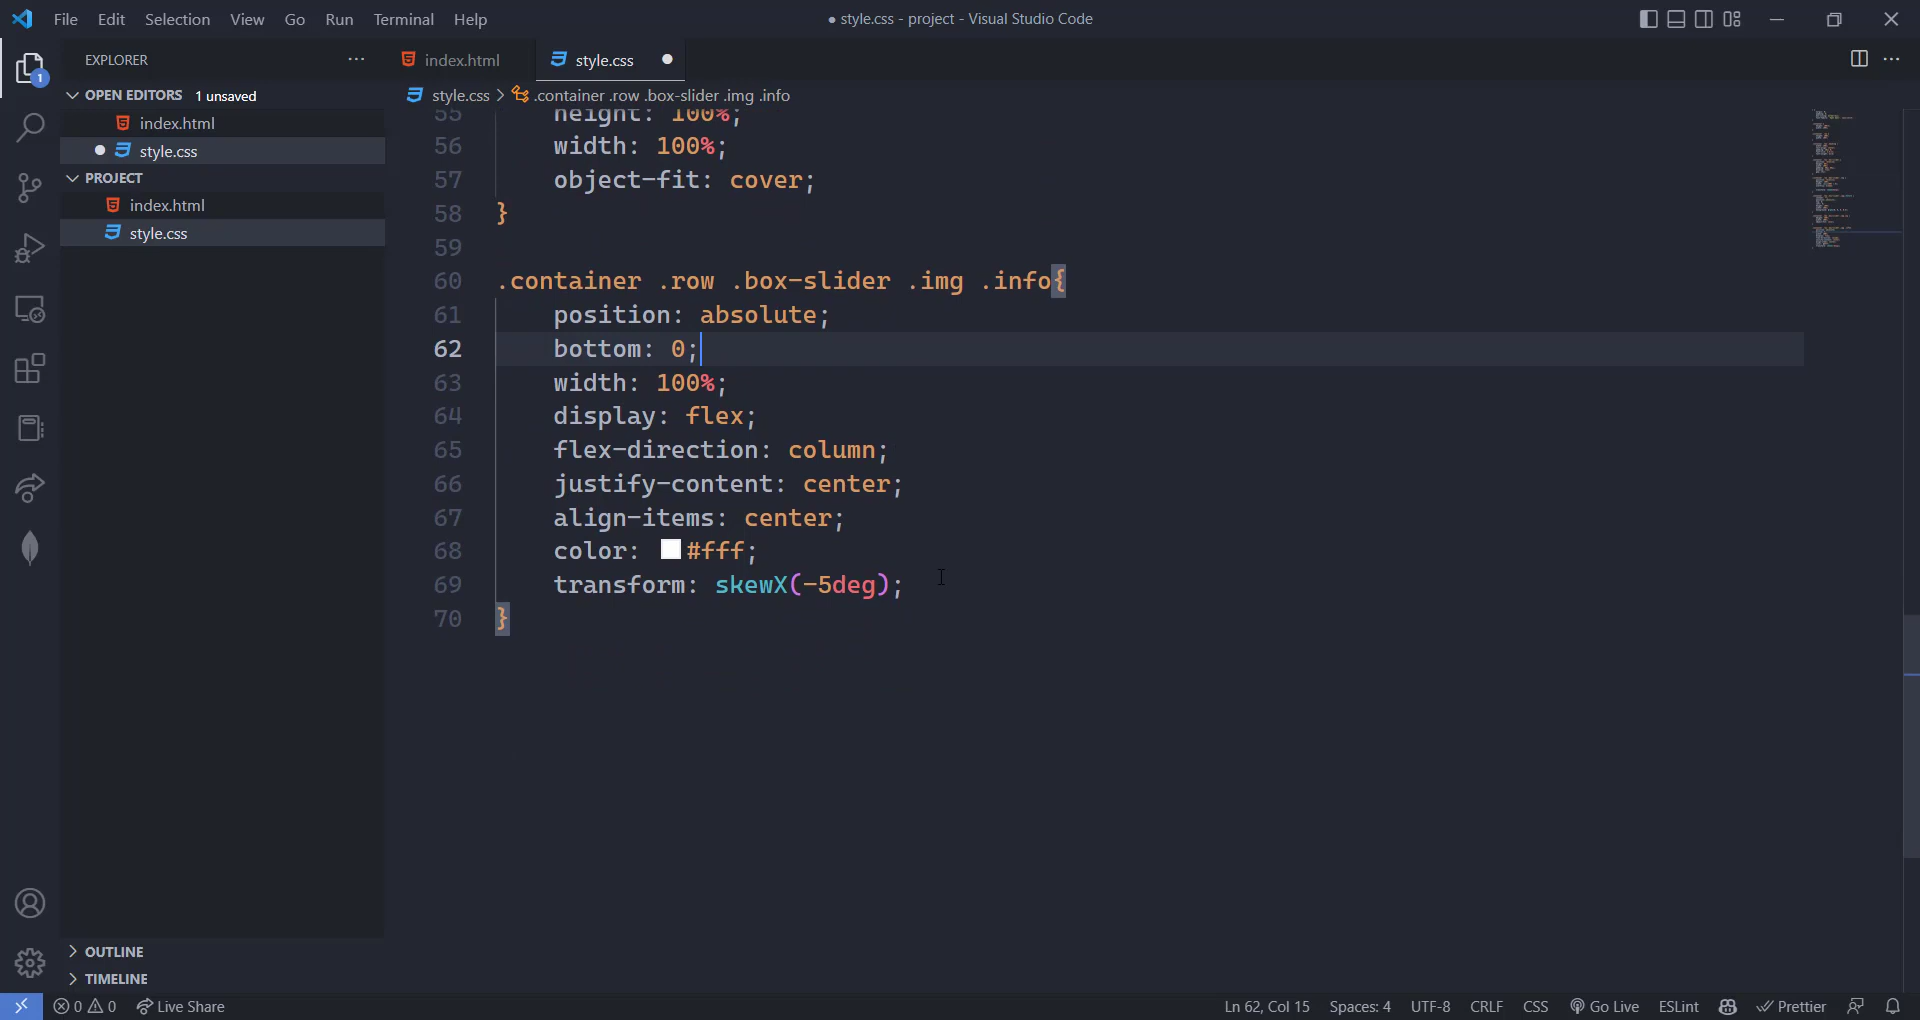 File Edit Selection View Go Run Terminal Help
● style.css - project - Visual Studio Code
EXPLORER
···
index.html
style.css
1
OPEN EDITORS 1 unsaved
index.html
style.css
PROJECT
index.html
style.css
OUTLINE
TIMELINE
style.css > .container .row .box-slider .img .info
55 height: 100%;
56 width: 100%;
57 object-fit: cover;
58 }
59
60 .container .row .box-slider .img .info{
61 position: absolute;
62 bottom: 0;
63 width: 100%;
64 display: flex;
65 flex-direction: column;
66 justify-content: center;
67 align-items: center;
68 color: #fff;
69 transform: skewX(-5deg);
70 }
0 0 Live Share
Ln 62, Col 15 Spaces: 4 UTF-8 CRLF CSS Go Live ESLint Prettier